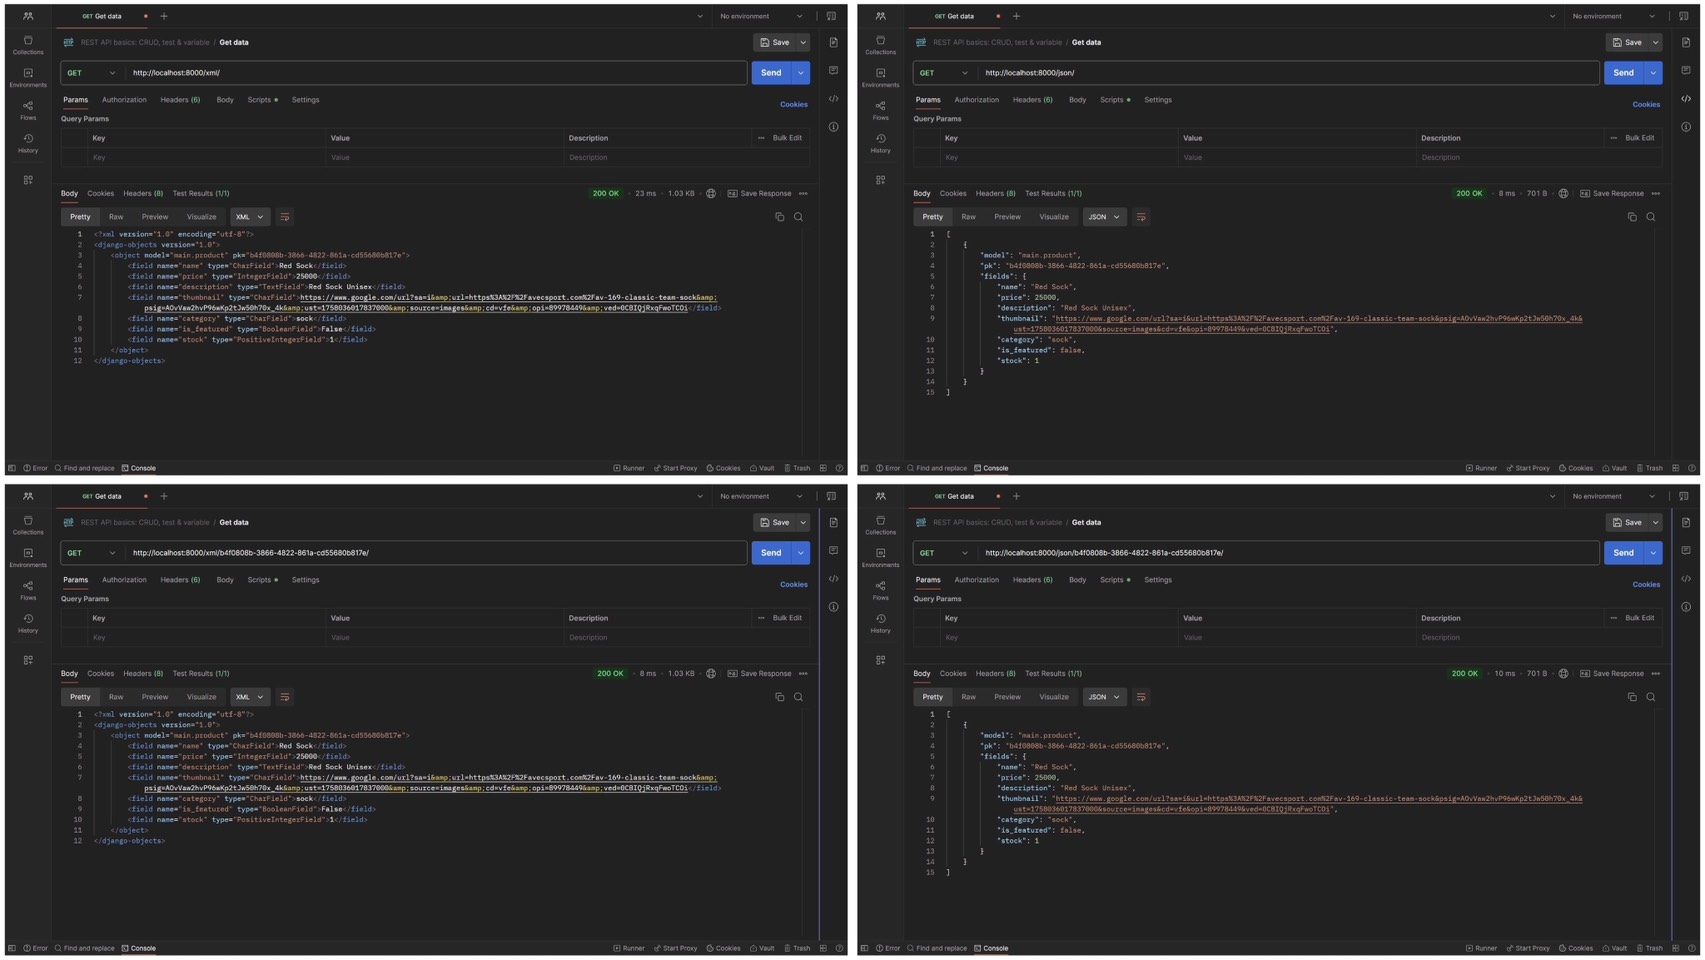 GET Get data
No environment
REST API basics: CRUD, test & variable / Get data
Save
Collections
GET http://localhost:8000/xml/ Send
Environments
Params Authorization Headers (6) Body Scripts Settings
Cookies
Flows
Query Params
Key Value Description Bulk Edit
History
Key Value Description
Body Cookies Headers (8) Test Results (1/1) 200 OK 23 ms 1.03 KB Save Response
Pretty Raw Preview Visualize XML
1 <?xml version="1.0" encoding="utf-8"?>
2 <django-objects version="1.0">
3 <object model="main.product" pk="b4f0808b-3866-4822-861a-cd55680b817e">
4 <field name="name" type="CharField">Red Sock</field>
5 <field name="price" type="IntegerField">25000</field>
6 <field name="description" type="TextField">Red Sock Unisex</field>
7 <field name="thumbnail" type="CharField">https://www.google.com/url?sa=i&amp;url=https%3A%2F%2Favecsport.com%2Fav-169-classic-team-sock&amp;
psig=AOvVaw2hvP96wKp2tJw50h70x_4k&amp;ust=1758036017837000&amp;source=images&amp;cd=vfe&amp;opi=89978449&amp;ved=0CBIQjRxqFwoTCOi</field>
8 <field name="category" type="CharField">sock</field>
9 <field name="is_featured" type="BooleanField">False</field>
10 <field name="stock" type="PositiveIntegerField">1</field>
11 </object>
12 </django-objects>
Error Find and replace Console Runner Start Proxy Cookies Vault Trash
GET Get data
No environment
REST API basics: CRUD, test & variable / Get data
Save
Collections
GET http://localhost:8000/json/ Send
Environments
Params Authorization Headers (6) Body Scripts Settings
Cookies
Flows
Query Params
Key Value Description Bulk Edit
History
Key Value Description
Body Cookies Headers (8) Test Results (1/1) 200 OK 8 ms 701 B Save Response
Pretty Raw Preview Visualize JSON
1 [
2 {
3 "model": "main.product",
4 "pk": "b4f0808b-3866-4822-861a-cd55680b817e",
5 "fields": {
6 "name": "Red Sock",
7 "price": 25000,
8 "description": "Red Sock Unisex",
9 "thumbnail": "https://www.google.com/url?sa=i&url=https%3A%2F%2Favecsport.com%2Fav-169-classic-team-sock&psig=AOvVaw2hvP96wKp2tJw50h70x_4k&
ust=1758036017837000&source=images&cd=vfe&opi=89978449&ved=0CBIQjRxqFwoTCOi",
10 "category": "sock",
11 "is_featured": false,
12 "stock": 1
13 }
14 }
15 ]
Error Find and replace Console Runner Start Proxy Cookies Vault Trash
GET Get data
No environment
REST API basics: CRUD, test & variable / Get data
Save
Collections
GET http://localhost:8000/xml/b4f0808b-3866-4822-861a-cd55680b817e/ Send
Environments
Params Authorization Headers (6) Body Scripts Settings
Cookies
Flows
Query Params
Key Value Description Bulk Edit
History
Key Value Description
Body Cookies Headers (8) Test Results (1/1) 200 OK 8 ms 1.03 KB Save Response
Pretty Raw Preview Visualize XML
1 <?xml version="1.0" encoding="utf-8"?>
2 <django-objects version="1.0">
3 <object model="main.product" pk="b4f0808b-3866-4822-861a-cd55680b817e">
4 <field name="name" type="CharField">Red Sock</field>
5 <field name="price" type="IntegerField">25000</field>
6 <field name="description" type="TextField">Red Sock Unisex</field>
7 <field name="thumbnail" type="CharField">https://www.google.com/url?sa=i&amp;url=https%3A%2F%2Favecsport.com%2Fav-169-classic-team-sock&amp;
psig=AOvVaw2hvP96wKp2tJw50h70x_4k&amp;ust=1758036017837000&amp;source=images&amp;cd=vfe&amp;opi=89978449&amp;ved=0CBIQjRxqFwoTCOi</field>
8 <field name="category" type="CharField">sock</field>
9 <field name="is_featured" type="BooleanField">False</field>
10 <field name="stock" type="PositiveIntegerField">1</field>
11 </object>
12 </django-objects>
Error Find and replace Console Runner Start Proxy Cookies Vault Trash
GET Get data
No environment
REST API basics: CRUD, test & variable / Get data
Save
Collections
GET http://localhost:8000/json/b4f0808b-3866-4822-861a-cd55680b817e/ Send
Environments
Params Authorization Headers (6) Body Scripts Settings
Cookies
Flows
Query Params
Key Value Description Bulk Edit
History
Key Value Description
Body Cookies Headers (8) Test Results (1/1) 200 OK 10 ms 701 B Save Response
Pretty Raw Preview Visualize JSON
1 [
2 {
3 "model": "main.product",
4 "pk": "b4f0808b-3866-4822-861a-cd55680b817e",
5 "fields": {
6 "name": "Red Sock",
7 "price": 25000,
8 "description": "Red Sock Unisex",
9 "thumbnail": "https://www.google.com/url?sa=i&url=https%3A%2F%2Favecsport.com%2Fav-169-classic-team-sock&psig=AOvVaw2hvP96wKp2tJw50h70x_4k&
ust=1758036017837000&source=images&cd=vfe&opi=89978449&ved=0CBIQjRxqFwoTCOi",
10 "category": "sock",
11 "is_featured": false,
12 "stock": 1
13 }
14 }
15 ]
Error Find and replace Console Runner Start Proxy Cookies Vault Trash